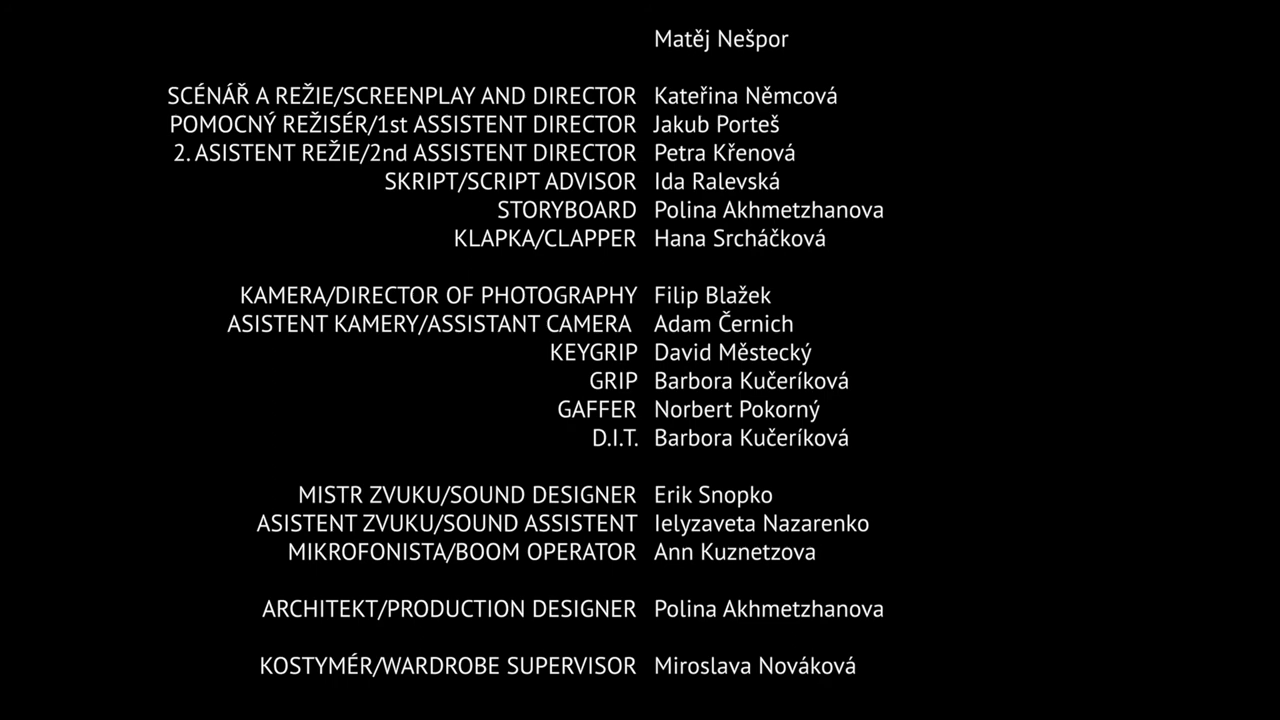 Matěj Nešpor
SCÉNÁŘ A REŽIE/SCREENPLAY AND DIRECTOR Kateřina Němcová
POMOCNÝ REŽISÉR/1st ASSISTENT DIRECTOR Jakub Porteš
2. ASISTENT REŽIE/2nd ASSISTENT DIRECTOR Petra Křenová
SKRIPT/SCRIPT ADVISOR Ida Ralevská
STORYBOARD Polina Akhmetzhanova
KLAPKA/CLAPPER Hana Srcháčková
KAMERA/DIRECTOR OF PHOTOGRAPHY Filip Blažek
ASISTENT KAMERY/ASSISTANT CAMERA Adam Černich
KEYGRIP David Městecký
GRIP Barbora Kučeríková
GAFFER Norbert Pokorný
D.I.T. Barbora Kučeríková
MISTR ZVUKU/SOUND DESIGNER Erik Snopko
ASISTENT ZVUKU/SOUND ASSISTENT Ielyzaveta Nazarenko
MIKROFONISTA/BOOM OPERATOR Ann Kuznetzova
ARCHITEKT/PRODUCTION DESIGNER Polina Akhmetzhanova
KOSTYMÉR/WARDROBE SUPERVISOR Miroslava Nováková